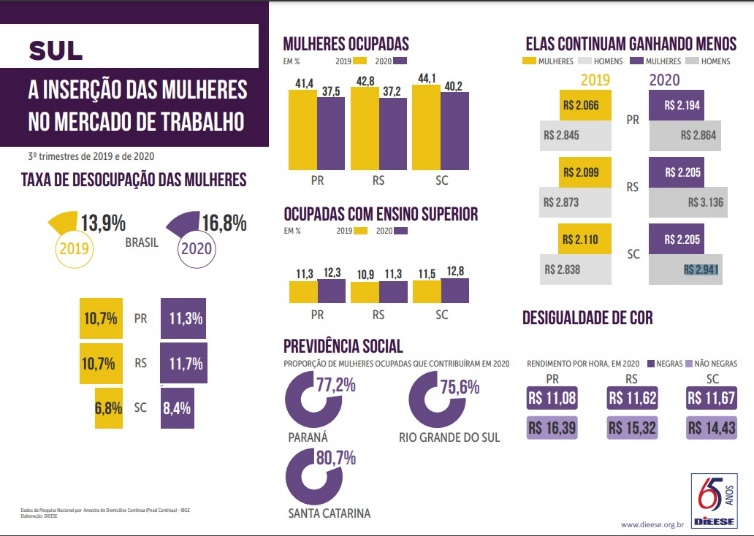 SUL
A INSERÇÃO DAS MULHERES
NO MERCADO DE TRABALHO
3º trimestres de 2019 e de 2020
TAXA DE DESOCUPAÇÃO DAS MULHERES
13,9%
16,8%
2019
BRASIL
2020
10,7% PR 11,3%
10,7% RS 11,7%
6,8% SC 8,4%
Dados da Pesquisa Nacional por Amostra de Domicílios Contínua (Pnad Contínua) - IBGE
Elaboração: DIEESE
MULHERES OCUPADAS
EM % 2019 2020
41,4 37,5 42,8 37,2 44,1 40,2
PR RS SC
OCUPADAS COM ENSINO SUPERIOR
EM % 2019 2020
11,3 12,3 10,9 11,3 11,5 12,8
PR RS SC
PREVIDÊNCIA SOCIAL
PROPORÇÃO DE MULHERES OCUPADAS QUE CONTRIBUÍRAM EM 2020
77,2%
75,6%
PARANÁ
RIO GRANDE DO SUL
80,7%
SANTA CATARINA
ELAS CONTINUAM GANHANDO MENOS
MULHERES HOMENS MULHERES HOMENS
2019 2020
R$ 2.066 R$ 2.194
PR
R$ 2.845 R$ 2.864
R$ 2.099 R$ 2.205
RS
R$ 2.873 R$ 3.136
R$ 2.110 R$ 2.205
SC
R$ 2.838 R$ 2.941
DESIGUALDADE DE COR
RENDIMENTO POR HORA, EM 2020 NEGRAS NÃO NEGRAS
PR RS SC
R$ 11,08 R$ 11,62 R$ 11,67
R$ 16,39 R$ 15,32 R$ 14,43
www.dieese.org.br
65 ANOS
DIEESE